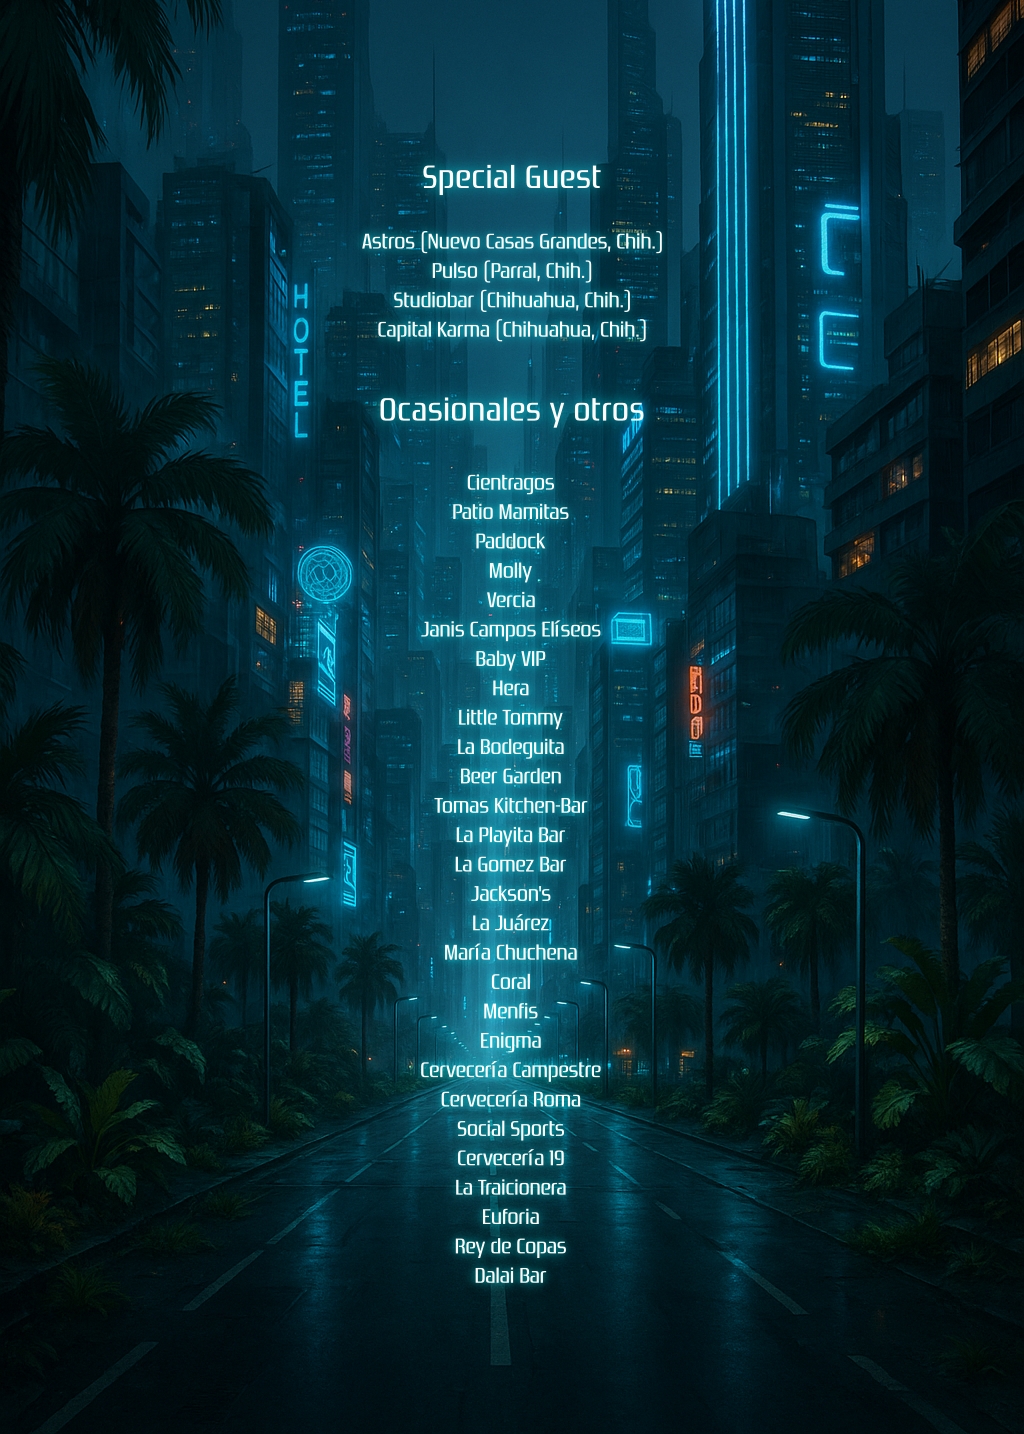 Special Guest
Astros (Nuevo Casas Grandes, Chih.)
Pulso (Parral, Chih.)
Studiobar (Chihuahua, Chih.)
Capital Karma (Chihuahua, Chih.)
HOTEL
Ocasionales y otros
Cientragos
Patio Mamitas
Paddock
Molly
Vercia
Janis Campos Elíseos
Baby VIP
Hera
Little Tommy
La Bodeguita
Beer Garden
Tomas Kitchen-Bar
La Playita Bar
La Gomez Bar
Jackson's
La Juárez
María Chuchena
Coral
Menfis
Enigma
Cervecería Campestre
Cervecería Roma
Social Sports
Cervecería 19
La Traicionera
Euforia
Rey de Copas
Dalai Bar